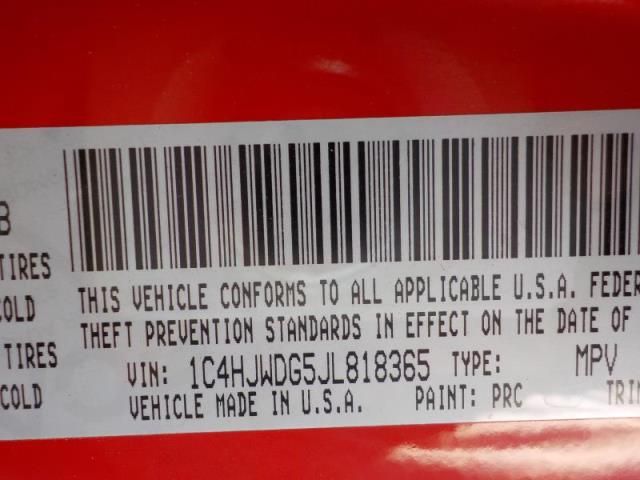 B
TIRES
COLD
THIS VEHICLE CONFORMS TO ALL APPLICABLE U.S.A. FEDER
THEFT PREVENTION STANDARDS IN EFFECT ON THE DATE OF
TIRES
VIN: 1C4HJWDG5JL818365 TYPE: MPV
COLD
VEHICLE MADE IN U.S.A. PAINT: PRC TRIM